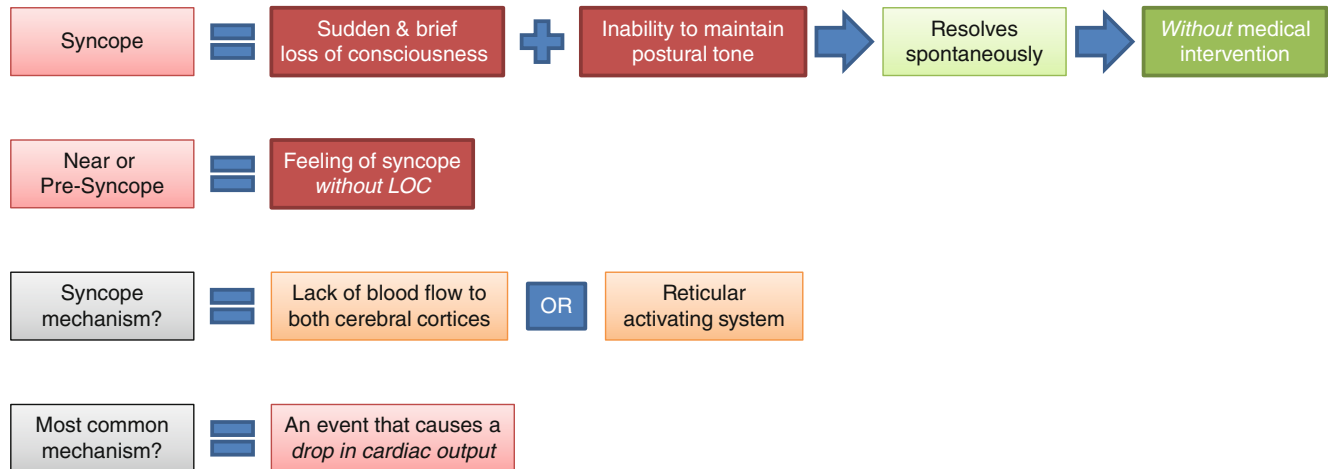 Syncope
Sudden & brief
loss of consciousness
Inability to maintain
postural tone
Resolves
spontaneously
Without medical
intervention
Near or
Pre-Syncope
Feeling of syncope
without LOC
Syncope
mechanism?
Lack of blood flow to
both cerebral cortices
OR
Reticular
activating system
Most common
mechanism?
An event that causes a
drop in cardiac output